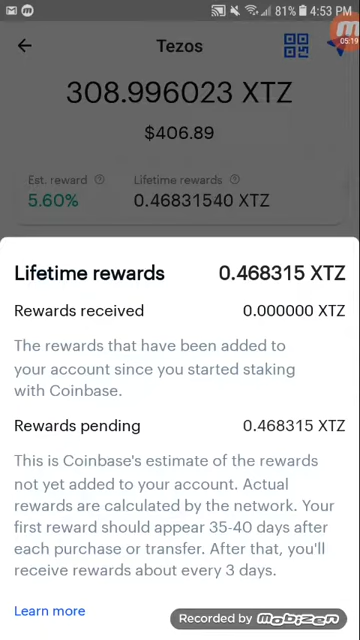 81% 4:53 PM
Tezos
05:19
308.996023 XTZ
$406.89
Est. reward ? Lifetime rewards ?
5.60% 0.46831540 XTZ
Lifetime rewards 0.468315 XTZ
Rewards received 0.000000 XTZ
The rewards that have been added to
your account since you started staking
with Coinbase.
Rewards pending 0.468315 XTZ
This is Coinbase's estimate of the rewards
not yet added to your account. Actual
rewards are calculated by the network. Your
first reward should appear 35-40 days after
each purchase or transfer. After that, you'll
receive rewards about every 3 days.
Learn more
Recorded by Mobizen